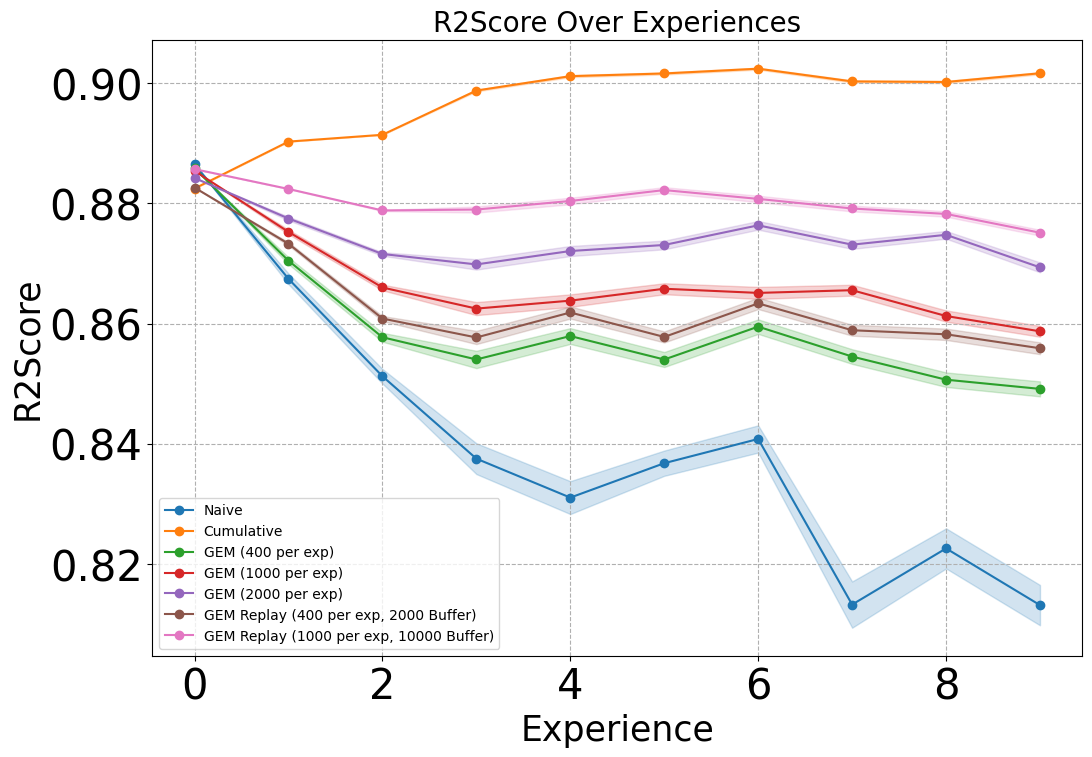 R2Score Over Experiences
R2Score
0.90
0.88
0.86
0.84
0.82
Naive
Cumulative
GEM (400 per exp)
GEM (1000 per exp)
GEM (2000 per exp)
GEM Replay (400 per exp, 2000 Buffer)
GEM Replay (1000 per exp, 10000 Buffer)
0 2 4 6 8
Experience